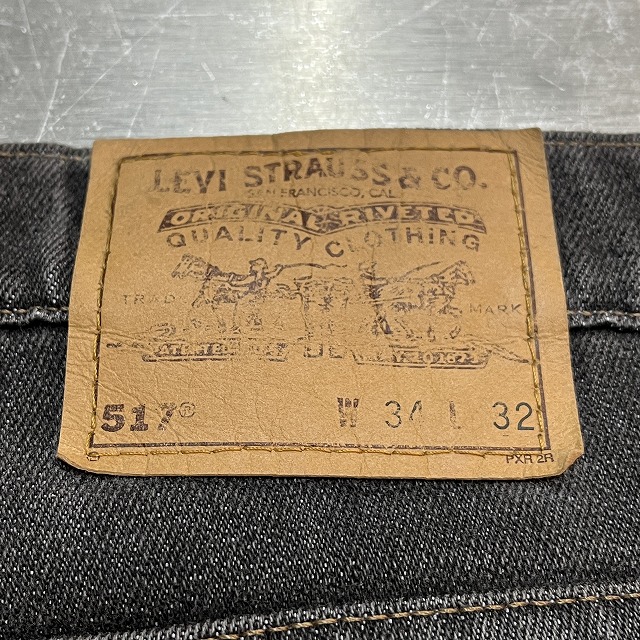 LEVI STRAUSS & CO.
SAN FRANCISCO, CAL.
ORIGINAL RIVETED
QUALITY CLOTHING
TRADE MARK
517® W 34 L 32
PXR 2R